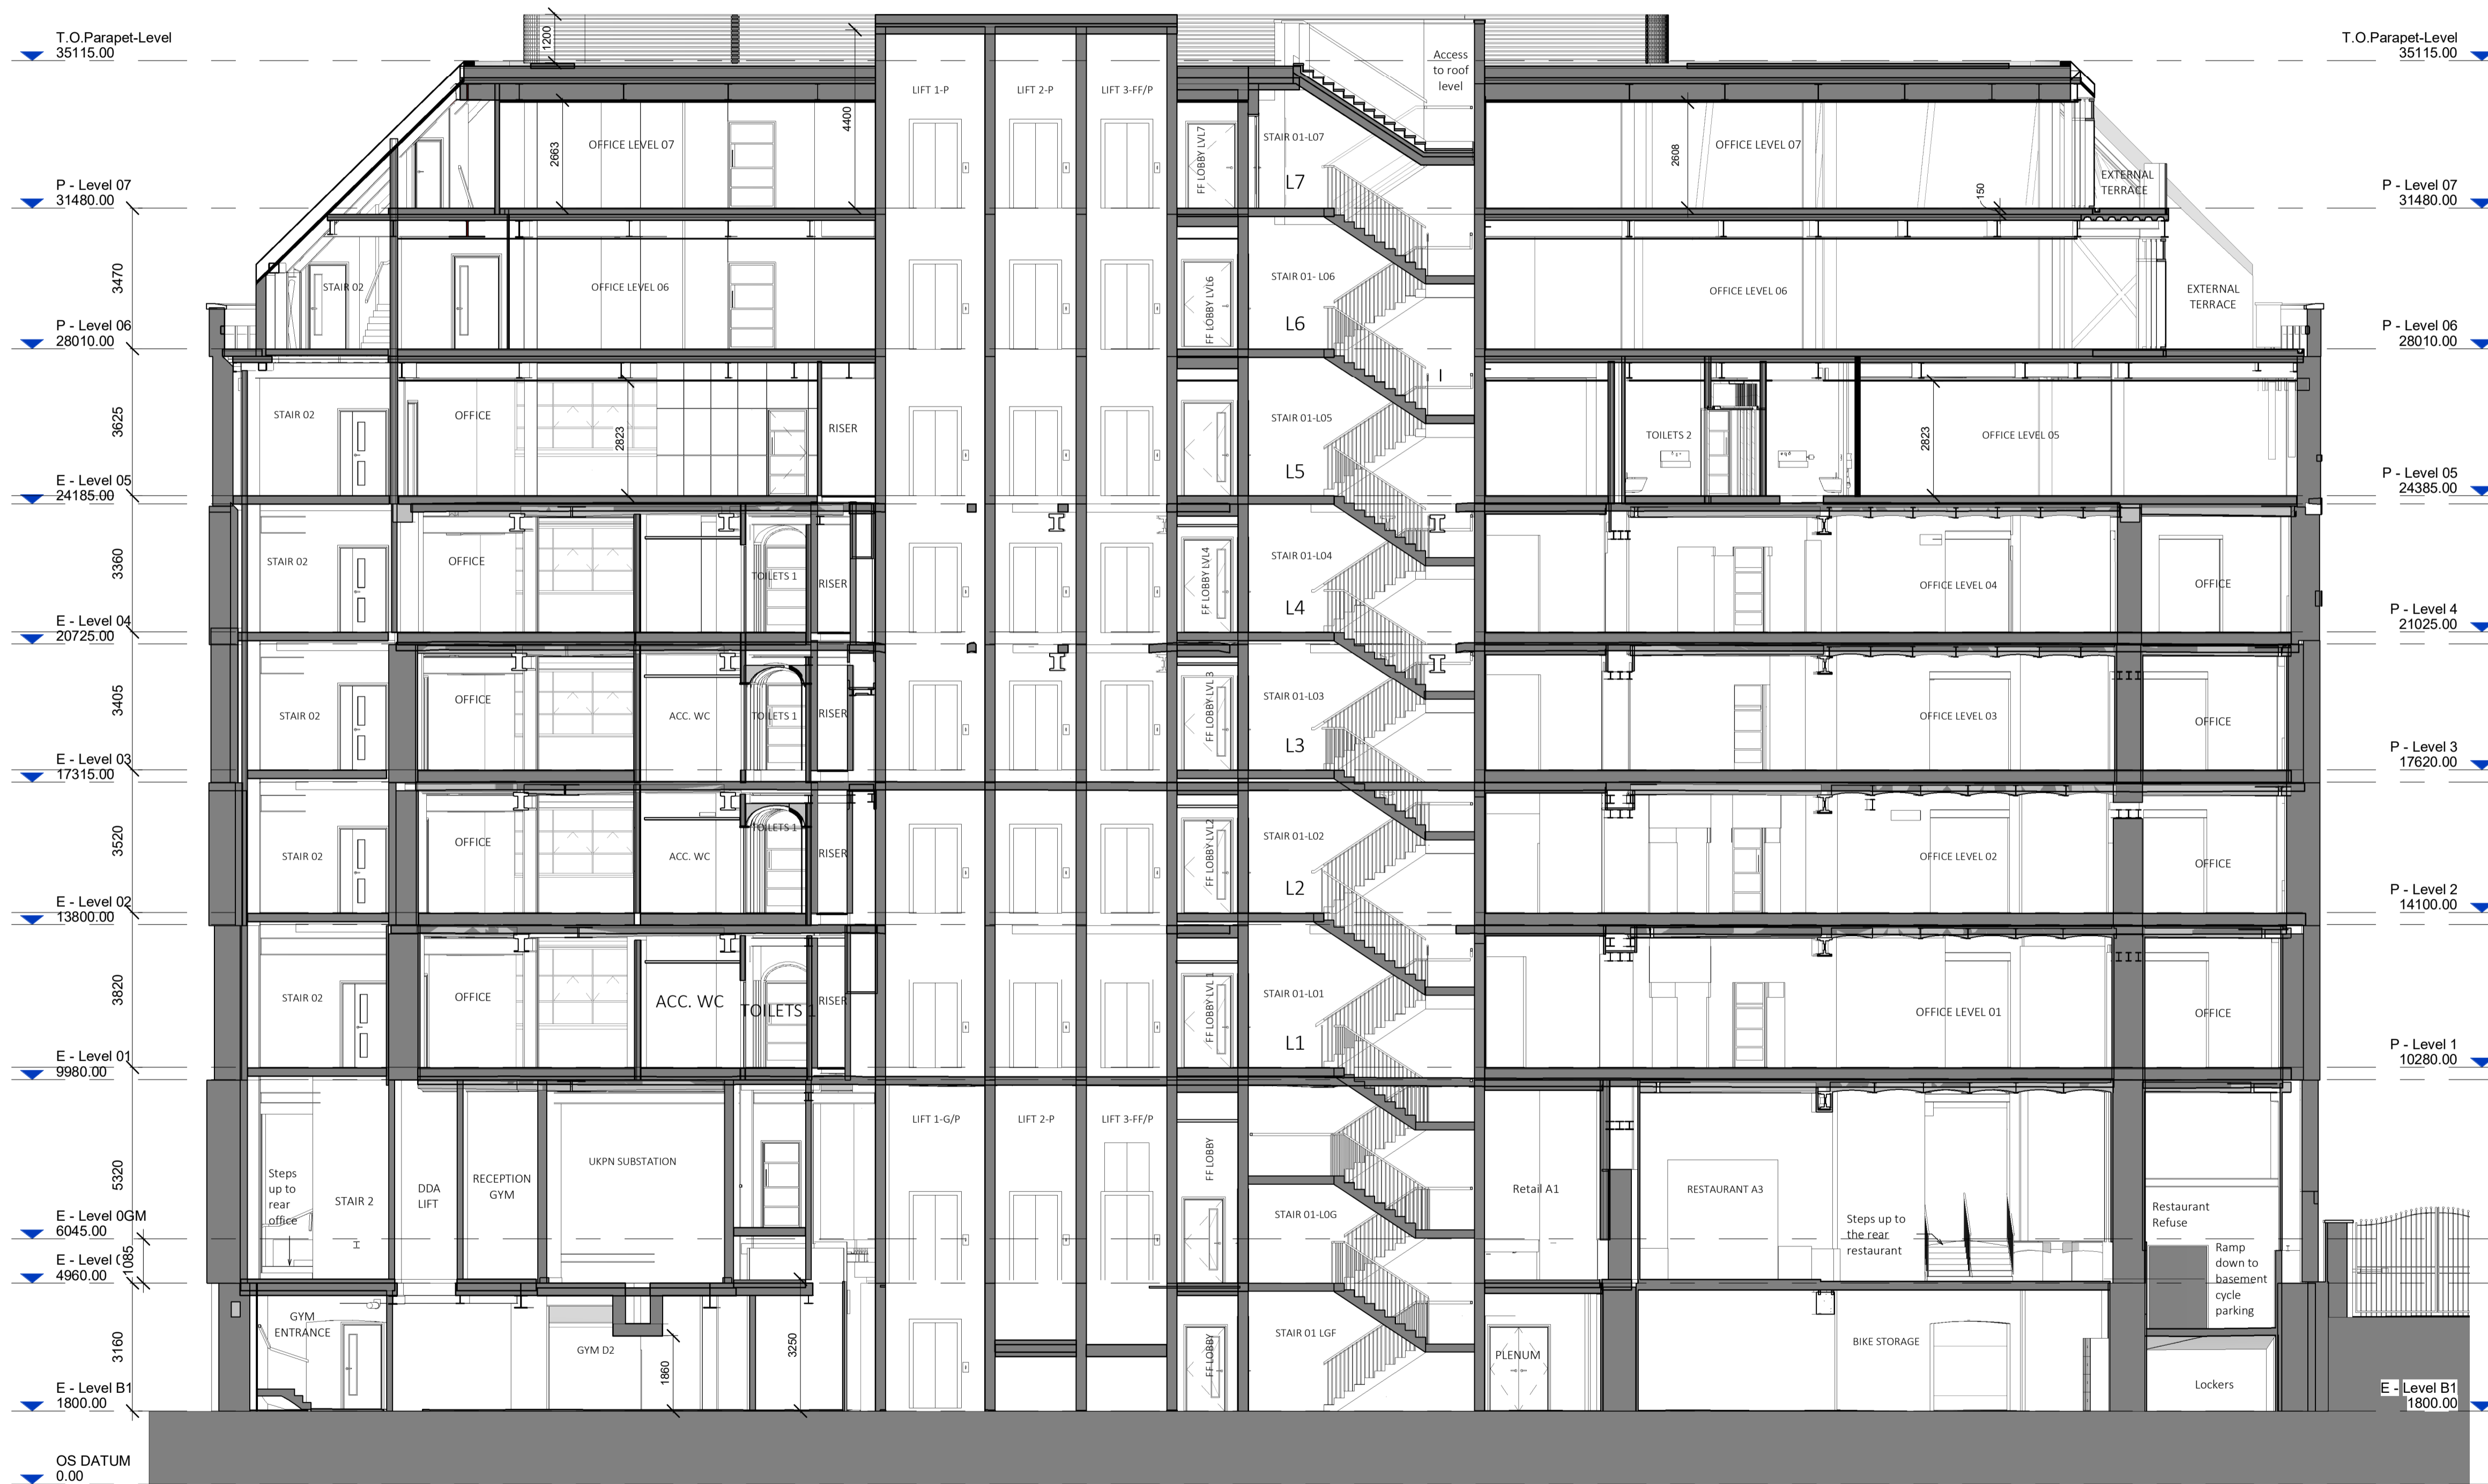 T.O.Parapet-Level
35115.00
P - Level 07
31480.00
P - Level 06
28010.00
E - Level 05
24185.00
E - Level 04
20725.00
E - Level 03
17315.00
E - Level 02
13800.00
E - Level 01
9980.00
E - Level 0GM
6045.00
E - Level
4960.00
E - Level B1
1800.00
OS DATUM
0.00
3470
3625
3360
3405
3520
3820
5320
1085
3160
1200
4400
LIFT 1-P
LIFT 2-P
LIFT 3-FF/P
Access
to roof
level
2663
OFFICE LEVEL 07
FF LOBBY LVL7
STAIR 01-L07
L7
2608
OFFICE LEVEL 07
150
EXTERNAL
TERRACE
STAIR 02
OFFICE LEVEL 06
FF LOBBY LVL6
STAIR 01- L06
L6
OFFICE LEVEL 06
EXTERNAL
TERRACE
STAIR 02
OFFICE
2823
RISER
STAIR 01-L05
L5
TOILETS 2
2823
OFFICE LEVEL 05
STAIR 02
OFFICE
TOILETS 1
RISER
FF LOBBY LVL4
STAIR 01-L04
L4
OFFICE LEVEL 04
OFFICE
STAIR 02
OFFICE
ACC. WC
TOILETS 1
RISER
FF LOBBY LVL 3
STAIR 01-L03
L3
OFFICE LEVEL 03
OFFICE
STAIR 02
OFFICE
ACC. WC
TOILETS 1
RISER
FF LOBBY LVL2
STAIR 01-L02
L2
OFFICE LEVEL 02
OFFICE
STAIR 02
OFFICE
ACC. WC
TOILETS 1
RISER
FF LOBBY LVL 1
STAIR 01-L01
L1
OFFICE LEVEL 01
OFFICE
Steps
up to
rear
office
STAIR 2
DDA
LIFT
RECEPTION
GYM
UKPN SUBSTATION
LIFT 1-G/P
LIFT 2-P
LIFT 3-FF/P
FF LOBBY
STAIR 01-L0G
Retail A1
RESTAURANT A3
Steps up to
the rear
restaurant
Restaurant
Refuse
Ramp
down to
basement
cycle
parking
GYM
ENTRANCE
GYM D2
1860
3250
FF LOBBY
STAIR 01 LGF
PLENUM
BIKE STORAGE
Lockers
T.O.Parapet-Level
35115.00
P - Level 07
31480.00
P - Level 06
28010.00
P - Level 05
24385.00
P - Level 4
21025.00
P - Level 3
17620.00
P - Level 2
14100.00
P - Level 1
10280.00
E - Level B1
1800.00